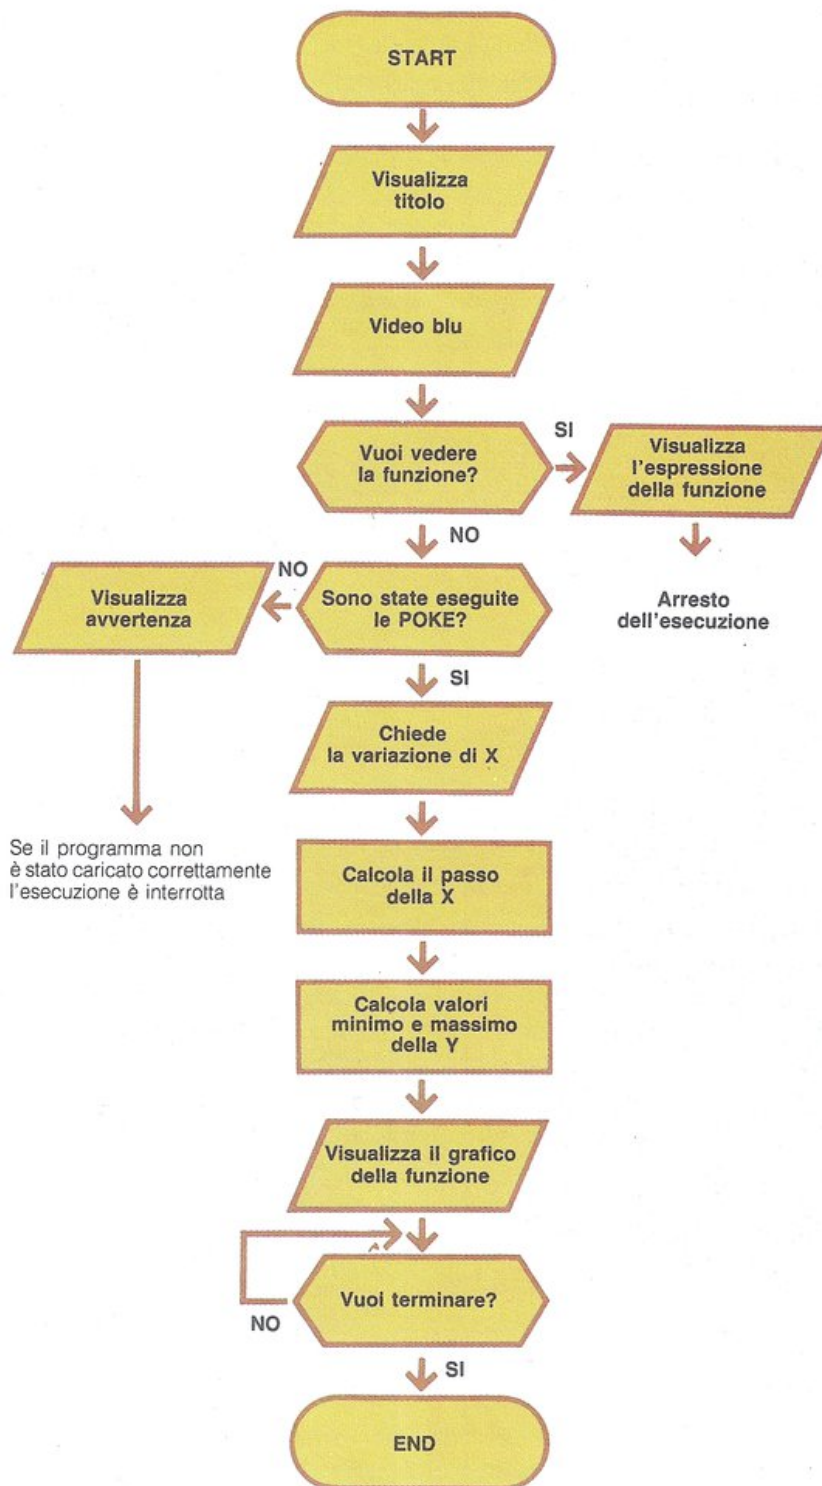 START
Visualizza
titolo
Video blu
Vuoi vedere
la funzione?
SI
Visualizza
l'espressione
della funzione
NO
Arresto
dell'esecuzione
Sono state eseguite
le POKE?
NO
Visualizza
avvertenza
Se il programma non
è stato caricato correttamente
l'esecuzione è interrotta
SI
Chiede
la variazione di X
Calcola il passo
della X
Calcola valori
minimo e massimo
della Y
Visualizza il grafico
della funzione
Vuoi terminare?
NO
SI
END